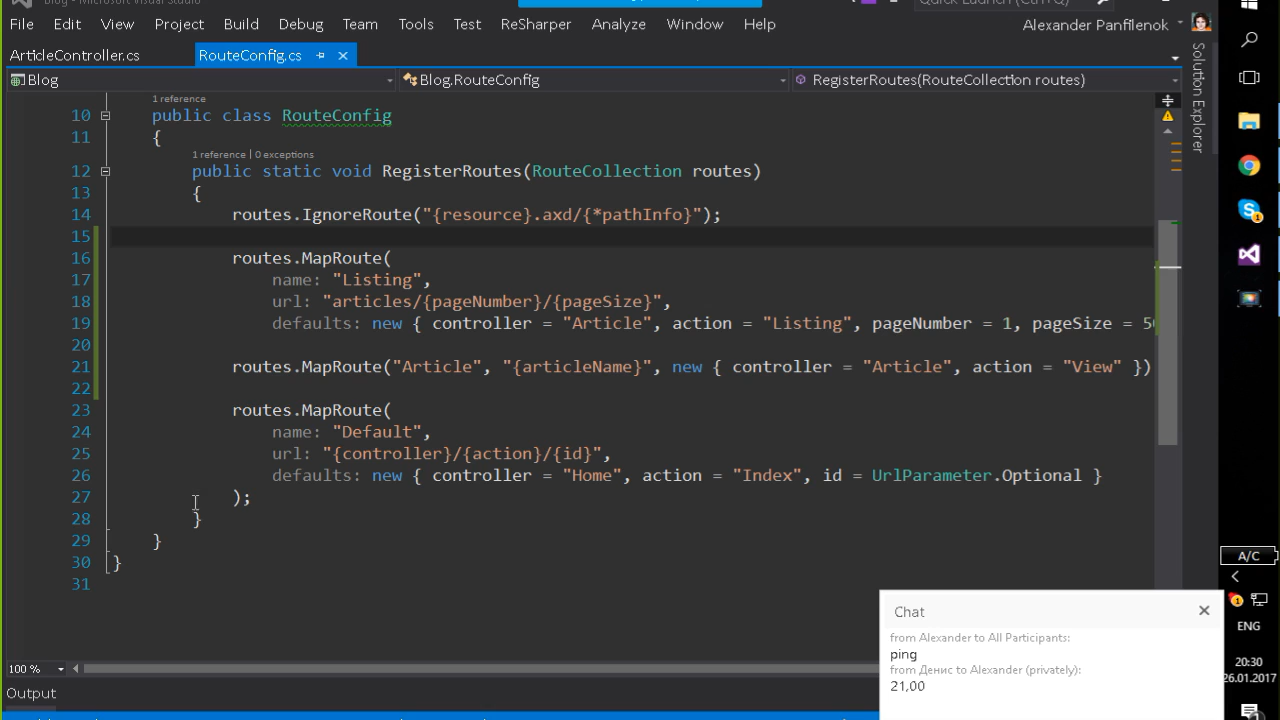 Blog - Microsoft Visual Studio
Quick Launch (Ctrl+Q)
File Edit View Project Build Debug Team Tools Test ReSharper Analyze Window Help
Alexander Panfilenok
ArticleController.cs RouteConfig.cs
Blog Blog.RouteConfig RegisterRoutes(RouteCollection routes)
Solution Explorer
1 reference
10 public class RouteConfig
11 {
1 reference | 0 exceptions
12 public static void RegisterRoutes(RouteCollection routes)
13 {
14 routes.IgnoreRoute("{resource}.axd/{*pathInfo}");
15
16 routes.MapRoute(
17 name: "Listing",
18 url: "articles/{pageNumber}/{pageSize}",
19 defaults: new { controller = "Article", action = "Listing", pageNumber = 1, pageSize = 5
20
21 routes.MapRoute("Article", "{articleName}", new { controller = "Article", action = "View" })
22
23 routes.MapRoute(
24 name: "Default",
25 url: "{controller}/{action}/{id}",
26 defaults: new { controller = "Home", action = "Index", id = UrlParameter.Optional }
27 );
28 }
29 }
30 }
31
100 %
Output
Chat
from Alexander to All Participants:
ping
from Денис to Alexander (privately):
21,00
A/C
ENG
20:30
26.01.2017